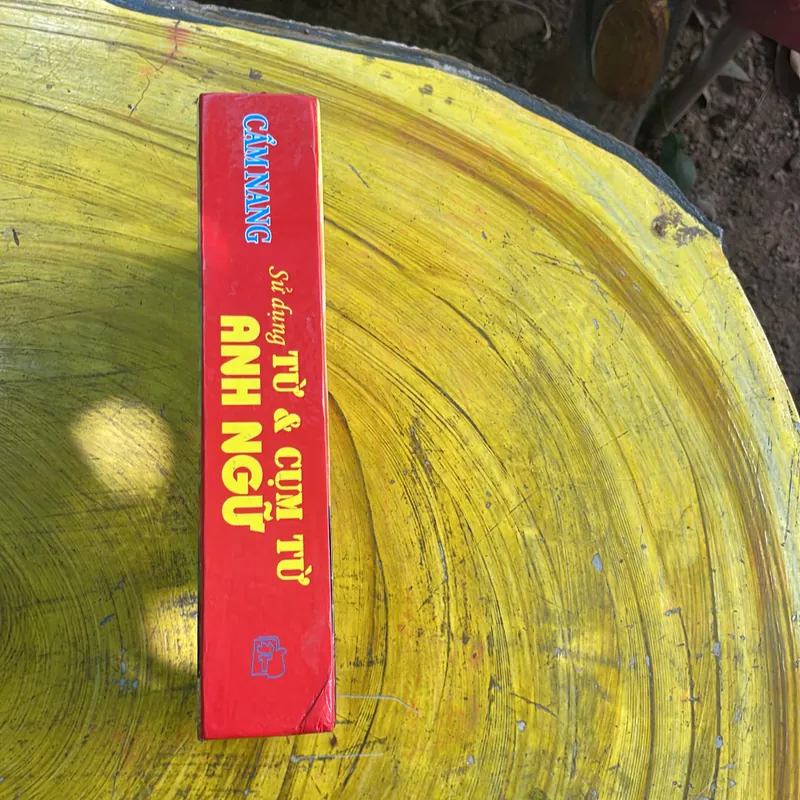 CẨM NANG
Sử dụng TỪ & CỤM TỪ
ANH NGỮ